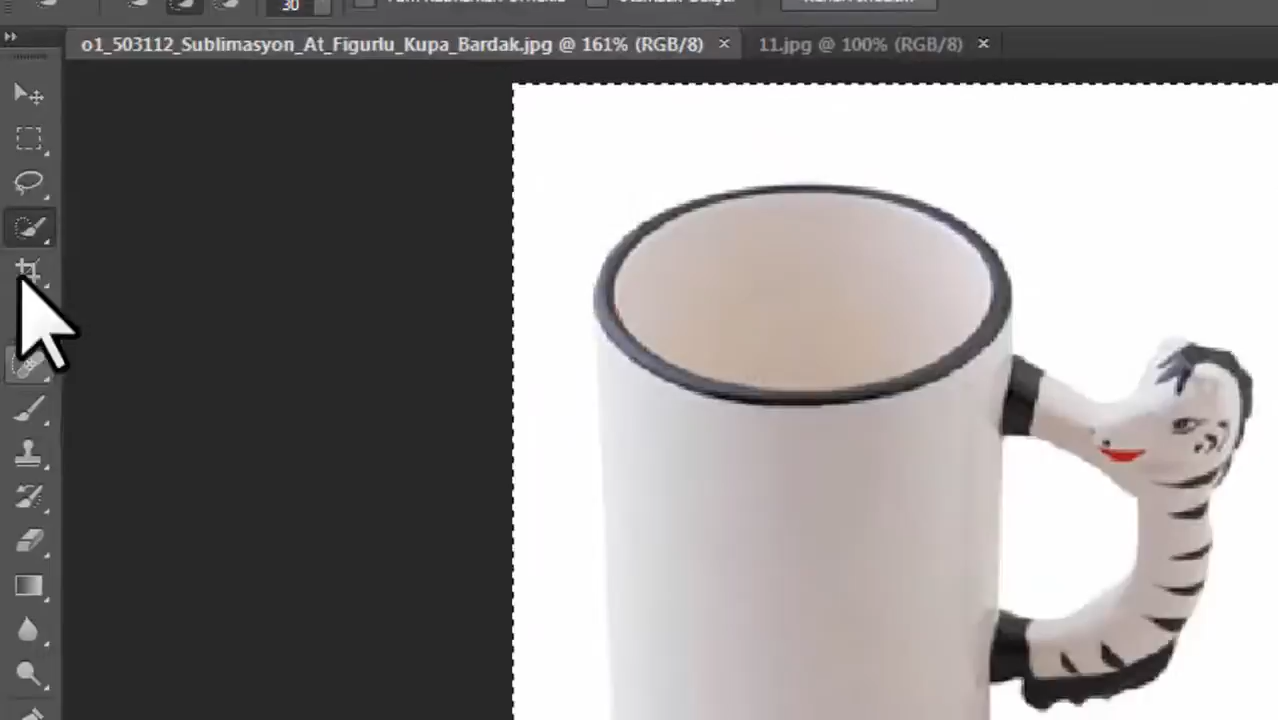 30
o1_503112_Sublimasyon_At_Figurlu_Kupa_Bardak.jpg @ 161% (RGB/8) × 11.jpg @ 100% (RGB/8) ×